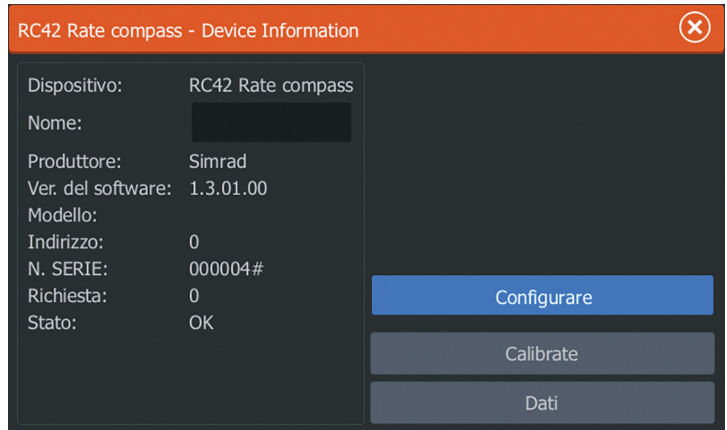 RC42 Rate compass - Device Information
Dispositivo: RC42 Rate compass
Nome:
Produttore: Simrad
Ver. del software: 1.3.01.00
Modello:
Indirizzo: 0
N. SERIE: 000004#
Richiesta: 0
Stato: OK
Configurare
Calibrate
Dati